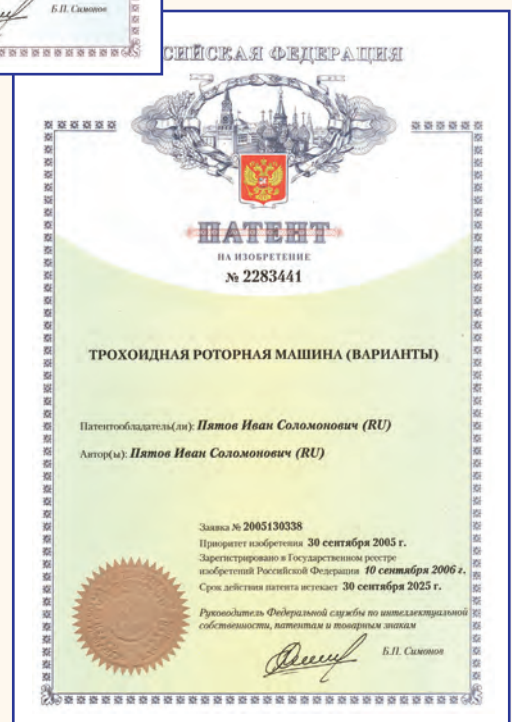 Б.П. Симонов
СИЙСКАЯ ФЕДЕРАЦИЯ
ПАТЕНТ
НА ИЗОБРЕТЕНИЕ
№ 2283441
ТРОХОИДНАЯ РОТОРНАЯ МАШИНА (ВАРИАНТЫ)
Патентообладатель(ли): Пятов Иван Соломонович (RU)
Автор(ы): Пятов Иван Соломонович (RU)
Заявка № 2005130338
Приоритет изобретения 30 сентября 2005 г.
Зарегистрировано в Государственном реестре
изобретений Российской Федерации 10 сентября 2006 г.
Срок действия патента истекает 30 сентября 2025 г.
Руководитель Федеральной службы по интеллектуальной
собственности, патентам и товарным знакам
Б.П. Симонов